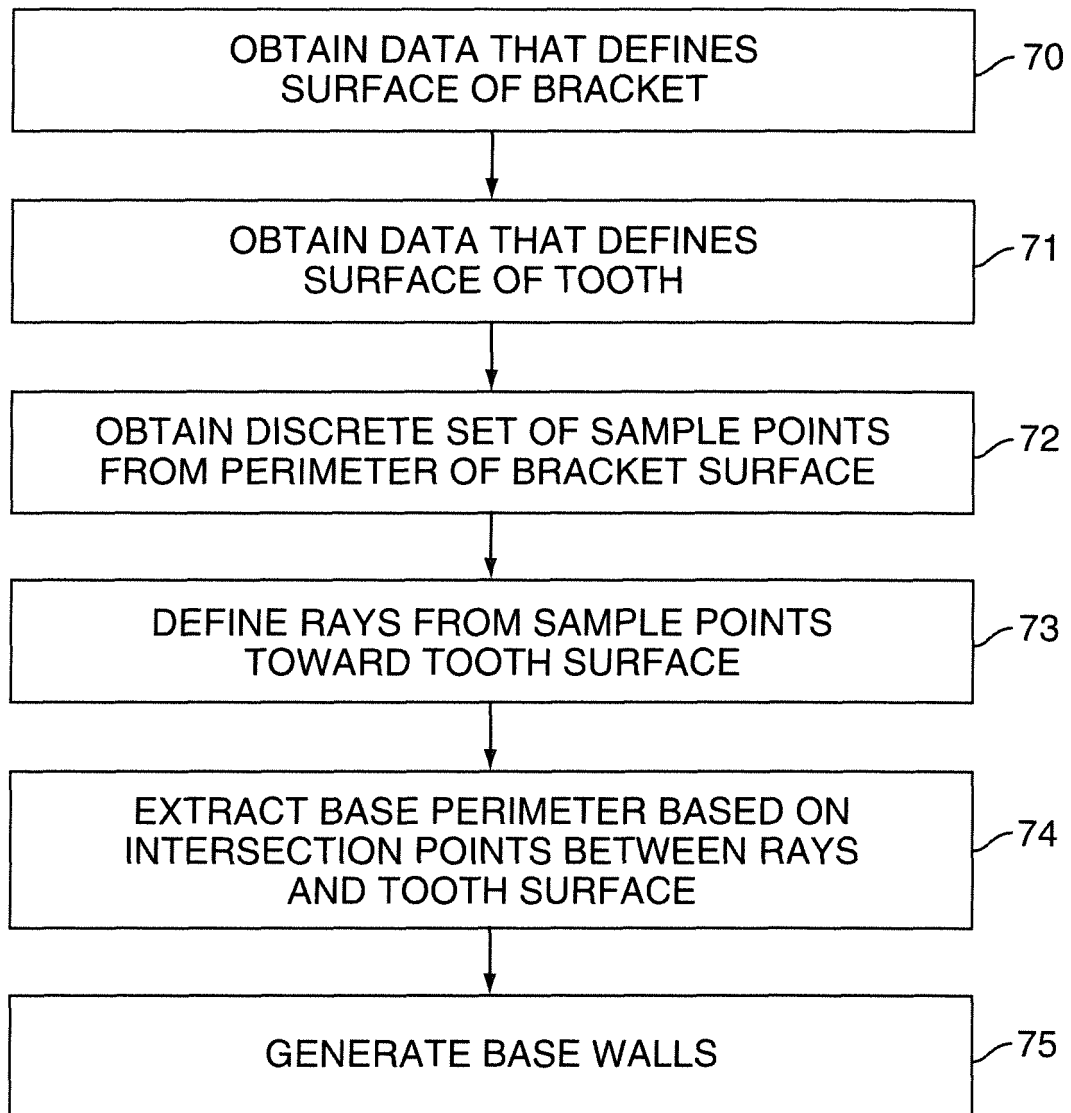 OBTAIN DATA THAT DEFINES
SURFACE OF BRACKET
70
OBTAIN DATA THAT DEFINES
SURFACE OF TOOTH
71
OBTAIN DISCRETE SET OF SAMPLE POINTS
FROM PERIMETER OF BRACKET SURFACE
72
DEFINE RAYS FROM SAMPLE POINTS
TOWARD TOOTH SURFACE
73
EXTRACT BASE PERIMETER BASED ON
INTERSECTION POINTS BETWEEN RAYS
AND TOOTH SURFACE
74
GENERATE BASE WALLS
75